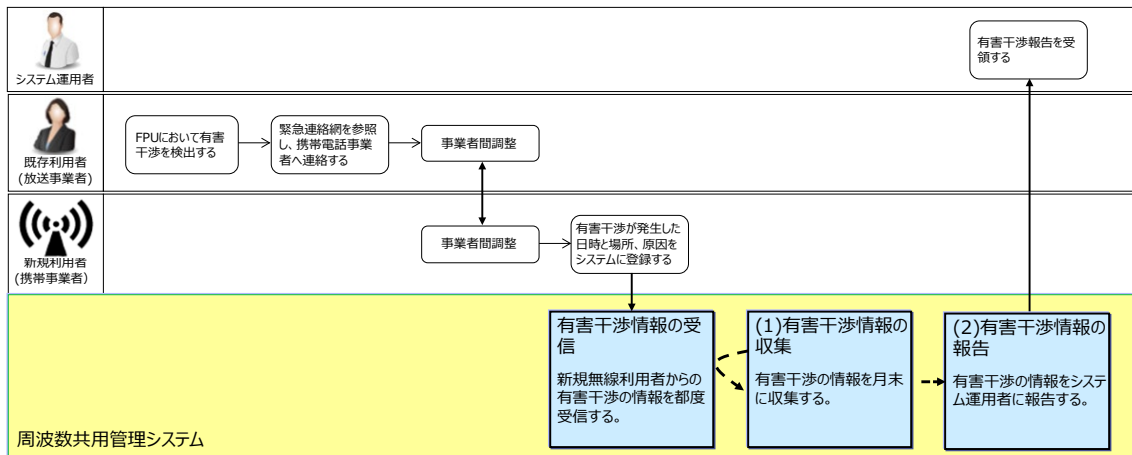 システム運用者
有害干渉報告を受
領する
既存利用者
(放送事業者)
FPUにおいて有害
干渉を検出する
緊急連絡網を参照
し、携帯電話事業
者へ連絡する
事業者間調整
新規利用者
(携帯事業者)
事業者間調整
有害干渉が発生した
日時と場所、原因を
システムに登録する
周波数共用管理システム
有害干渉情報の受
信
新規無線利用者からの
有害干渉の情報を都度
受信する。
(1)有害干渉情報の
収集
有害干渉の情報を月末
に収集する。
(2)有害干渉情報の
報告
有害干渉の情報をシステ
ム運用者に報告する。